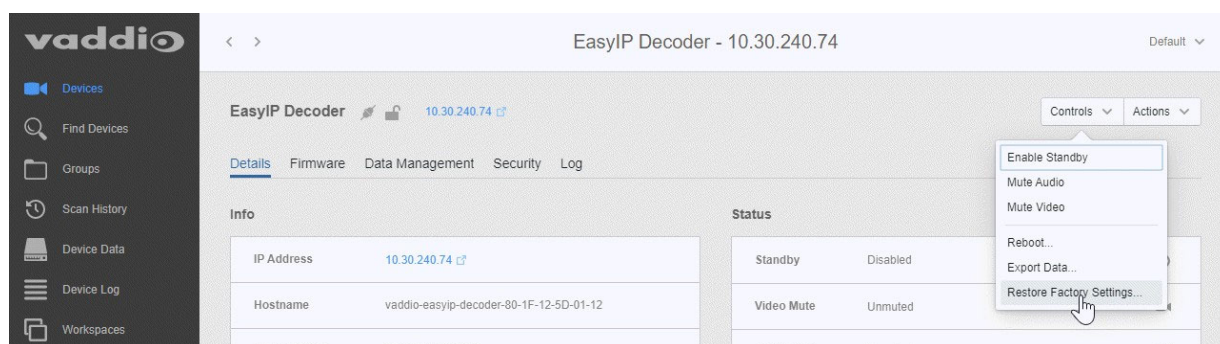 vaddio
EasyIP Decoder - 10.30.240.74
Default
Devices
Find Devices
Groups
Scan History
Device Data
Device Log
Workspaces
EasyIP Decoder 10.30.240.74
Controls Actions
Details Firmware Data Management Security Log
Enable Standby
Mute Audio
Mute Video
Reboot...
Export Data...
Restore Factory Settings...
Info
IP Address 10.30.240.74
Hostname vaddio-easyip-decoder-80-1F-12-5D-01-12
Status
Standby Disabled
Video Mute Unmuted